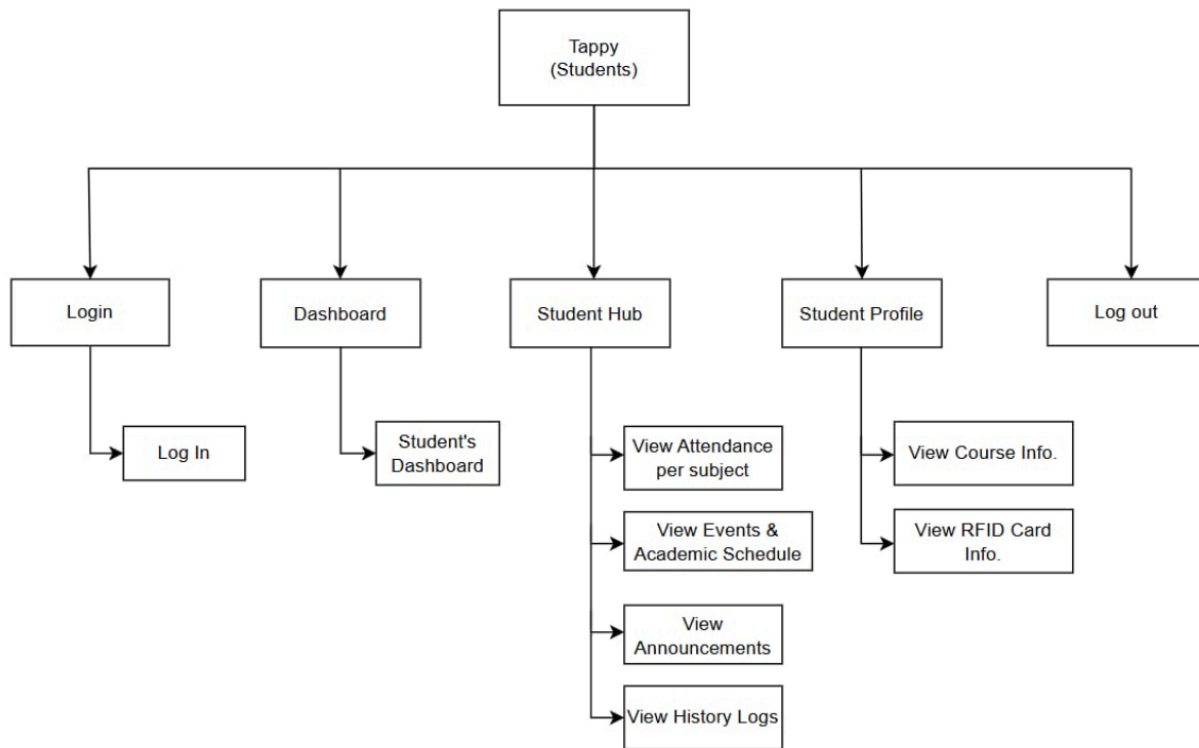 Tappy
(Students)
Login
Dashboard
Student Hub
Student Profile
Log out
Log In
Student's
Dashboard
View Attendance
per subject
View Course Info.
View Events &
Academic Schedule
View RFID Card
Info.
View
Announcements
View History Logs